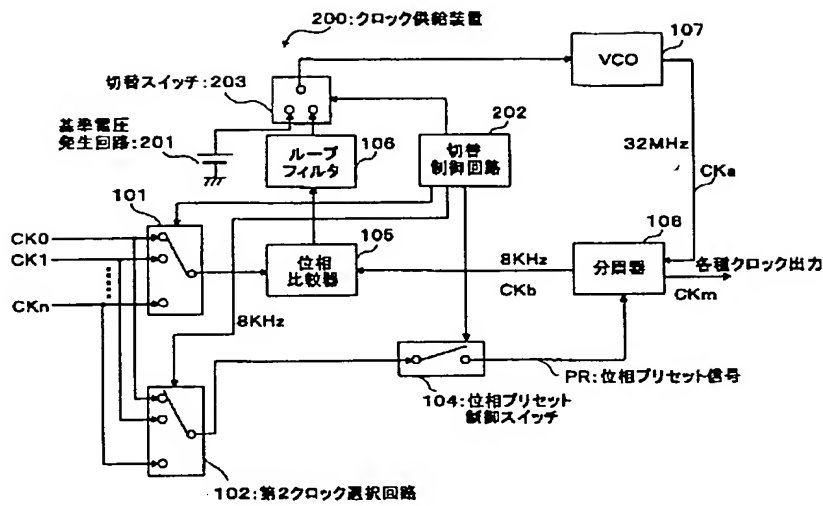 200:クロック供給装置
107
VCO
切替スイッチ:203
202
基準電圧
発生回路:201
ループ
フィルタ
106
切替
制御回路
32MHz
CKa
101
105
108
CK0
CK1
CKn
位相
比較器
8KHz
CKb
分周器
各種クロック出力
CKm
8KHz
PR:位相プリセット信号
104:位相プリセット
制御スイッチ
102:第2クロック選択回路